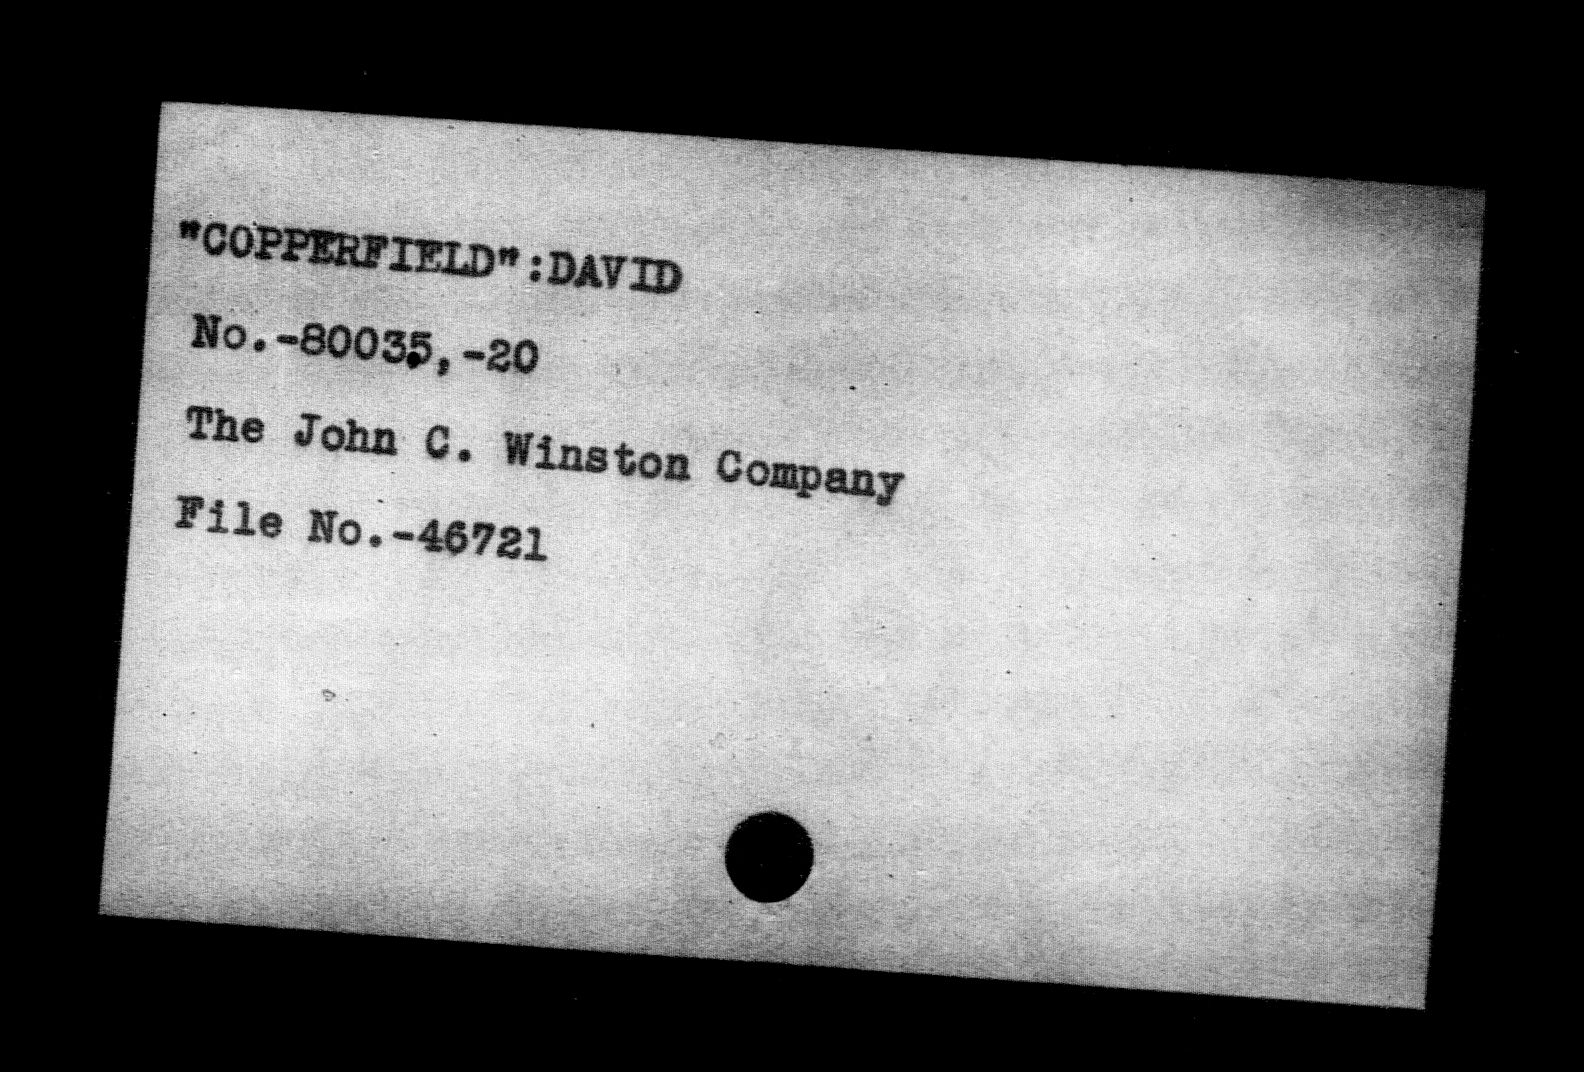 "COPPERFIELD":DAVID
No.-80035,-20
The John C. Winston Company
File No.-46721